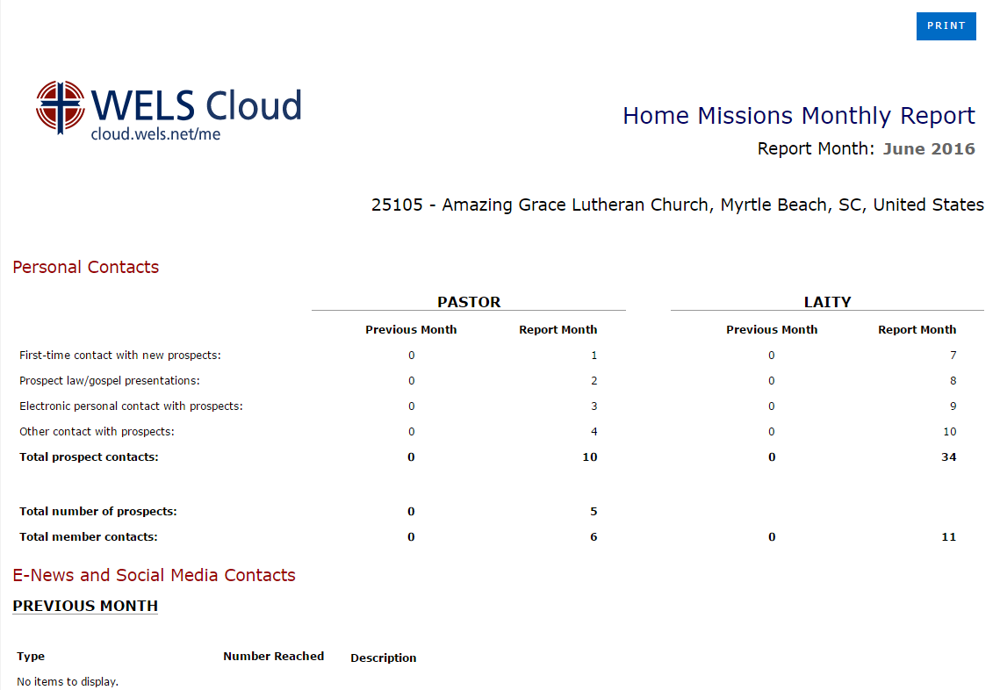 PRINT
WELS Cloud
cloud.wels.net/me
Home Missions Monthly Report
Report Month: June 2016
25105 - Amazing Grace Lutheran Church, Myrtle Beach, SC, United States
Personal Contacts
PASTOR LAITY
Previous Month Report Month Previous Month Report Month
First-time contact with new prospects: 0 1 0 7
Prospect law/gospel presentations: 0 2 0 8
Electronic personal contact with prospects: 0 3 0 9
Other contact with prospects: 0 4 0 10
Total prospect contacts: 0 10 0 34
Total number of prospects: 0 5
Total member contacts: 0 6 0 11
E-News and Social Media Contacts
PREVIOUS MONTH
Type Number Reached Description
No items to display.